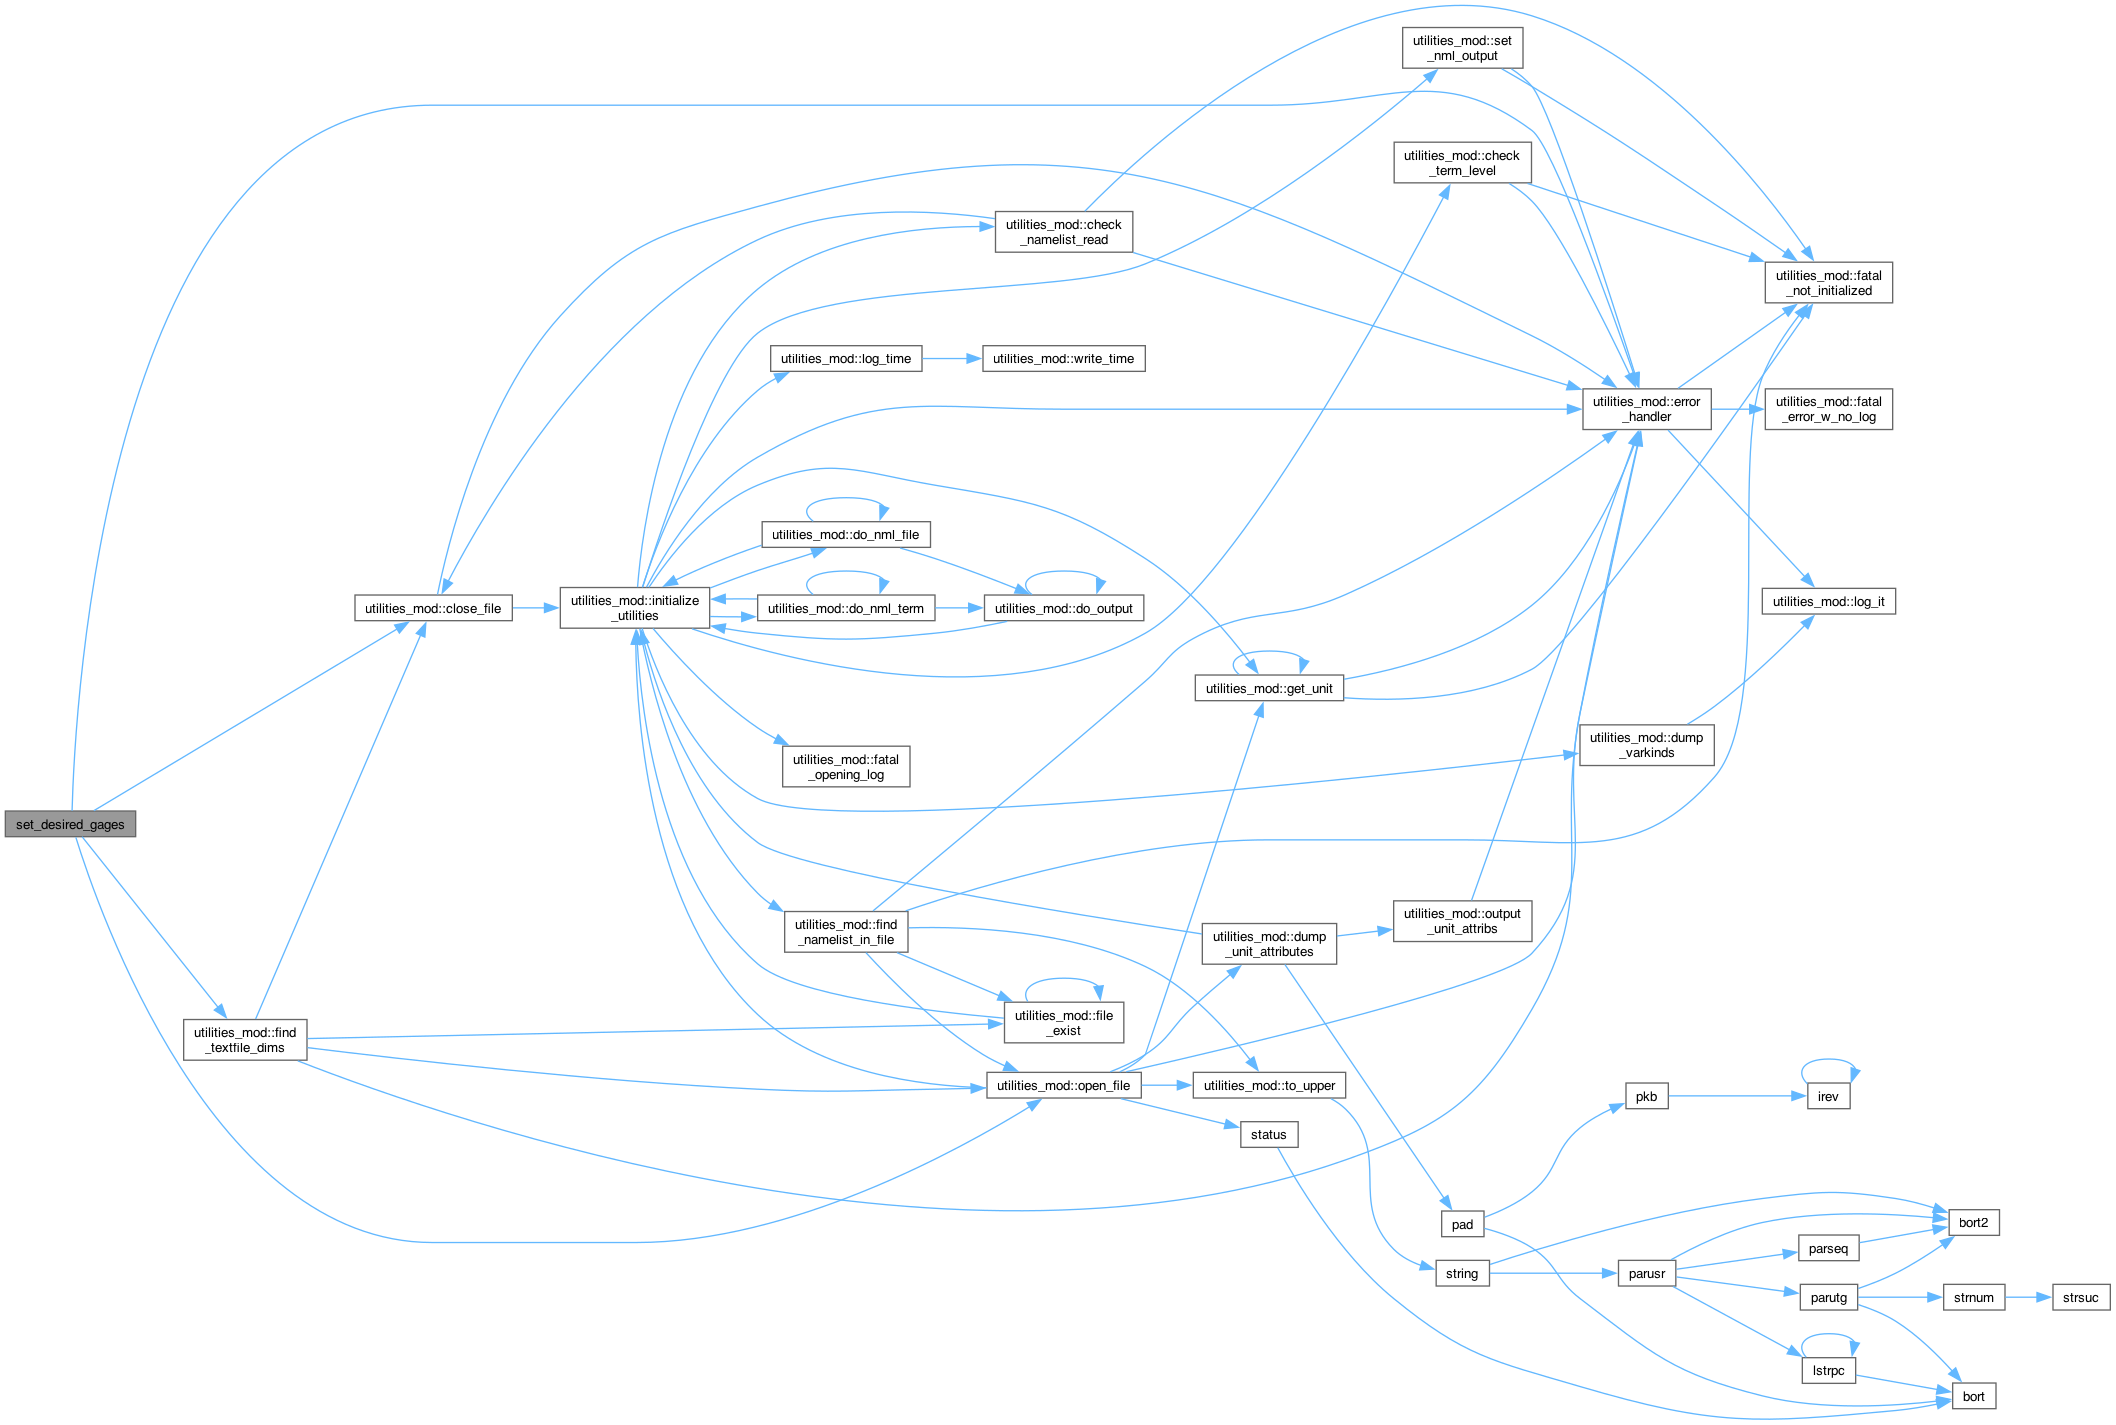 utilities_mod::set
_nml_output
utilities_mod::check
_term_level
utilities_mod::check
_namelist_read
utilities_mod::fatal
_not_initialized
utilities_mod::log_time
utilities_mod::write_time
utilities_mod::error
_handler
utilities_mod::fatal
_error_w_no_log
utilities_mod::do_nml_file
utilities_mod::close_file
utilities_mod::initialize
_utilities
utilities_mod::do_nml_term
utilities_mod::do_output
utilities_mod::log_it
utilities_mod::get_unit
utilities_mod::dump
_varkinds
utilities_mod::fatal
_opening_log
set_desired_gages
utilities_mod::find
_namelist_in_file
utilities_mod::dump
_unit_attributes
utilities_mod::output
_unit_attribs
utilities_mod::find
_textfile_dims
utilities_mod::file
_exist
utilities_mod::open_file
utilities_mod::to_upper
pkb
irev
status
pad
bort2
parseq
string
parusr
parutg
strnum
strsuc
lstrpc
bort